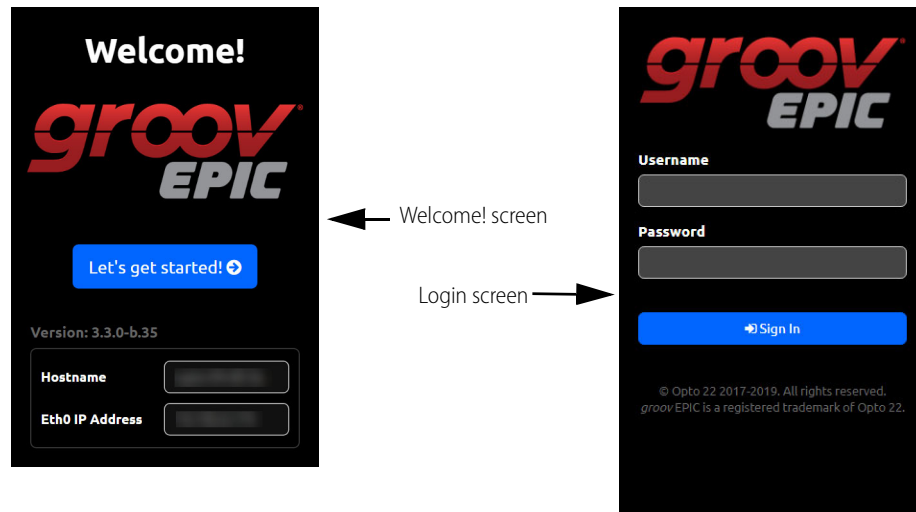 Welcome!
groov
EPIC
Let's get started!
Version: 3.3.0-b.35
Hostname
Eth0 IP Address
Welcome! screen
Login screen
groov
EPIC
Username
Password
Sign In
© Opto 22 2017-2019. All rights reserved.
groov EPIC is a registered trademark of Opto 22.